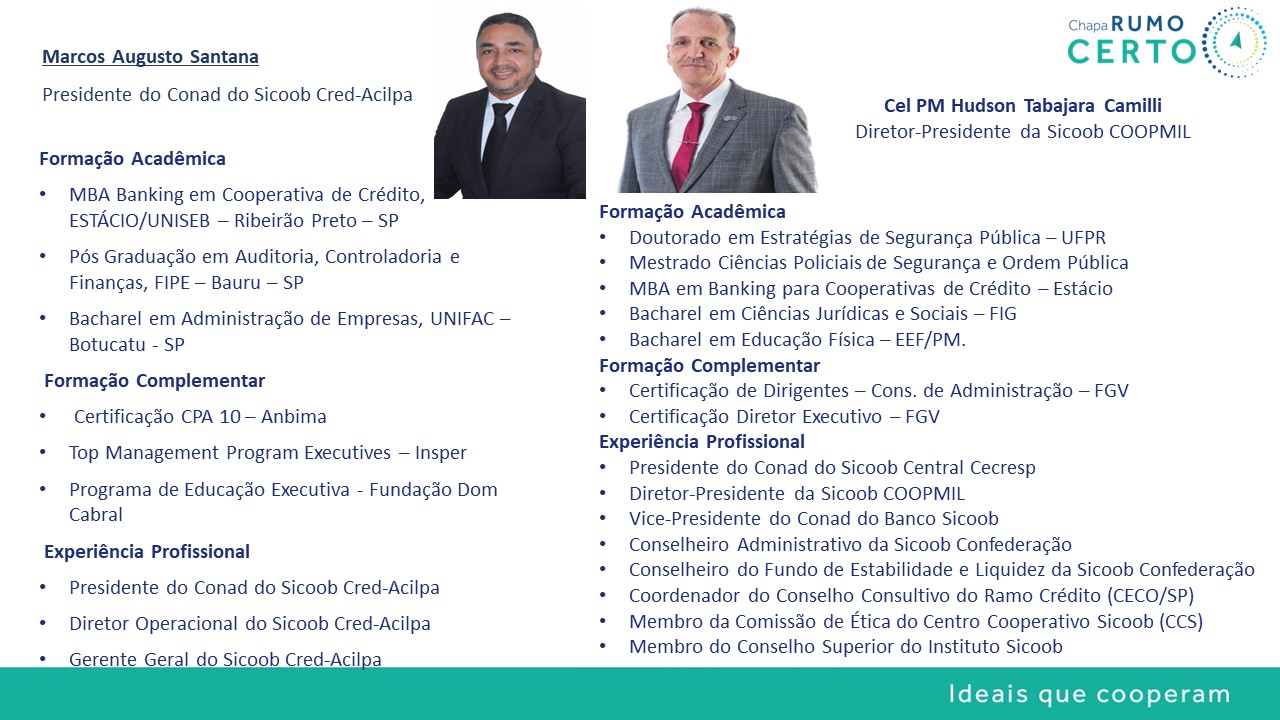 Marcos Augusto Santana
Presidente do Conad do Sicoob Cred-Acilpa
Formação Acadêmica
• MBA Banking em Cooperativa de Crédito,
ESTÁCIO/UNISEB – Ribeirão Preto – SP
• Pós Graduação em Auditoria, Controladoria e
Finanças, FIPE – Bauru – SP
• Bacharel em Administração de Empresas, UNIFAC –
Botucatu - SP
Formação Complementar
• Certificação CPA 10 – Anbima
• Top Management Program Executives – Insper
• Programa de Educação Executiva - Fundação Dom
Cabral
Experiência Profissional
• Presidente do Conad do Sicoob Cred-Acilpa
• Diretor Operacional do Sicoob Cred-Acilpa
• Gerente Geral do Sicoob Cred-Acilpa
Chapa RUMO
CERTO
Cel PM Hudson Tabajara Camilli
Diretor-Presidente da Sicoob COOPMIL
Formação Acadêmica
• Doutorado em Estratégias de Segurança Pública – UFPR
• Mestrado Ciências Policiais de Segurança e Ordem Pública
• MBA em Banking para Cooperativas de Crédito – Estácio
• Bacharel em Ciências Jurídicas e Sociais – FIG
• Bacharel em Educação Física – EEF/PM.
Formação Complementar
• Certificação de Dirigentes – Cons. de Administração – FGV
• Certificação Diretor Executivo – FGV
Experiência Profissional
• Presidente do Conad do Sicoob Central Cecresp
• Diretor-Presidente da Sicoob COOPMIL
• Vice-Presidente do Conad do Banco Sicoob
• Conselheiro Administrativo da Sicoob Confederação
• Conselheiro do Fundo de Estabilidade e Liquidez da Sicoob Confederação
• Coordenador do Conselho Consultivo do Ramo Crédito (CECO/SP)
• Membro da Comissão de Ética do Centro Cooperativo Sicoob (CCS)
• Membro do Conselho Superior do Instituto Sicoob
Ideais que cooperam